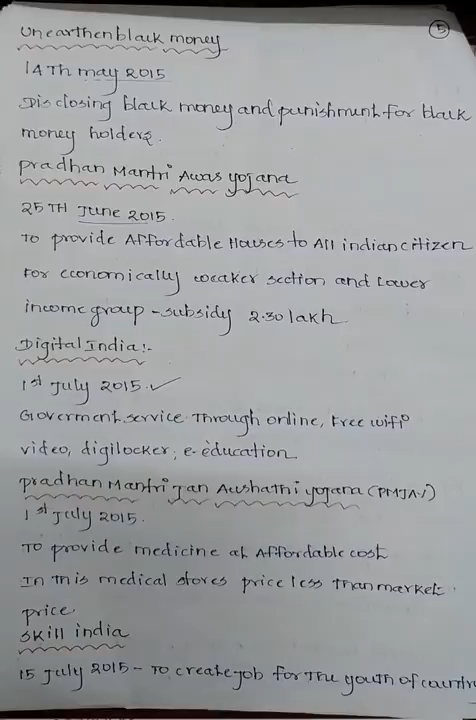 5
Unearthen black money
14Th may 2015
Disclosing black money and punishment for black
money holders.
Pradhan Mantri Awas yojana
25TH June 2015.
To provide Affordable Houses to All indian citizen
For economically weaker section and Lower
income group - subsidy 2.30 lakh
Digital India:-
1st July 2015.
Goverment service Through online, Free wifi
video, digilocker, e-education
pradhan Mantri Jan Aushathi yojana (PMJAY)
1st July 2015.
To provide medicine at Affordable cost
In this medical stores price less than market
price.
Skill india
15 July 2015 - To create job for The youth of countr